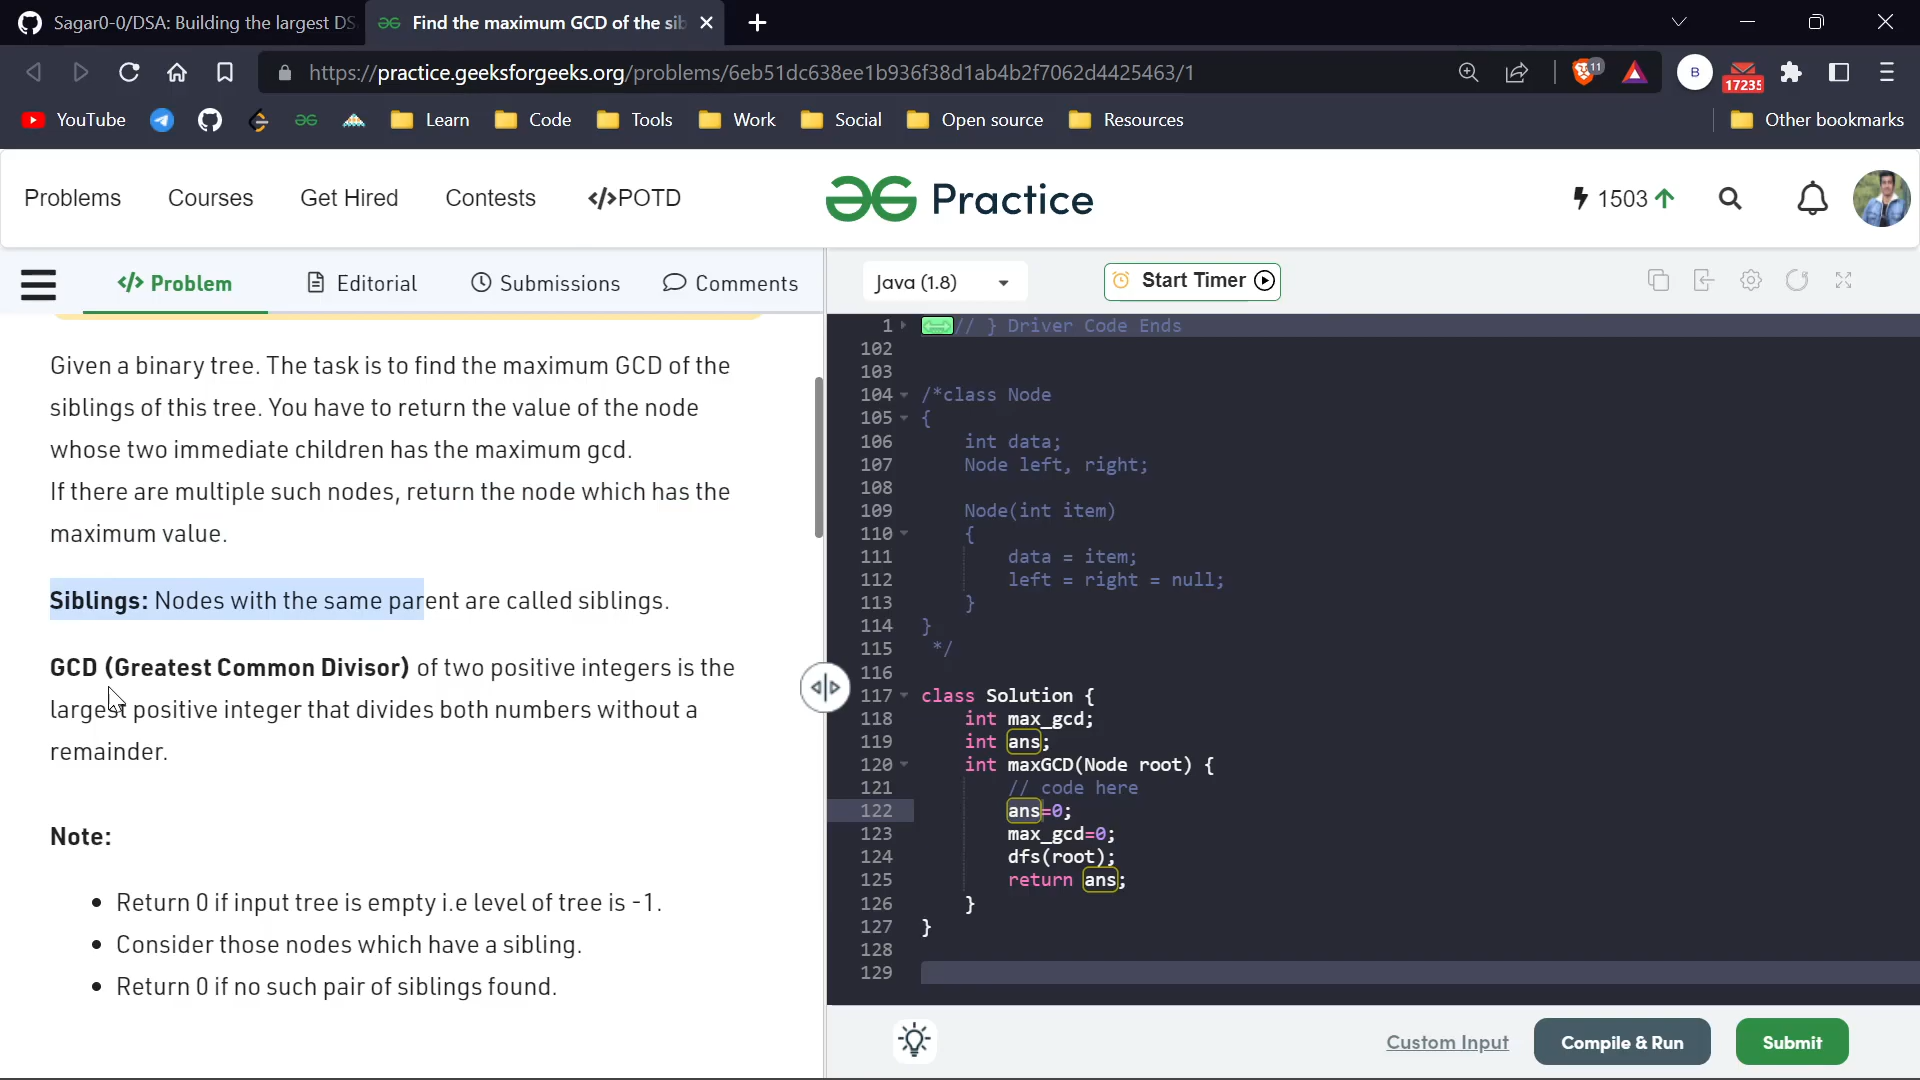 Sagar0-0/DSA: Building the largest DS
Find the maximum GCD of the sib
https://practice.geeksforgeeks.org/problems/6eb51dc638ee1b936f38d1ab4b2f7062d4425463/1
11
B
17235
YouTube
Learn
Code
Tools
Work
Social
Open source
Resources
Other bookmarks
Problems
Courses
Get Hired
Contests
</>POTD
Practice
1503
</> Problem
Editorial
Submissions
Comments
Java (1.8)
Start Timer
Given a binary tree. The task is to find the maximum GCD of the
siblings of this tree. You have to return the value of the node
whose two immediate children has the maximum gcd.
If there are multiple such nodes, return the node which has the
maximum value.
Siblings: Nodes with the same parent are called siblings.
GCD (Greatest Common Divisor) of two positive integers is the
largest positive integer that divides both numbers without a
remainder.
Note:
• Return 0 if input tree is empty i.e level of tree is -1.
• Consider those nodes which have a sibling.
• Return 0 if no such pair of siblings found.
1 // } Driver Code Ends
102
103
104 /*class Node
105 {
106 int data;
107 Node left, right;
108
109 Node(int item)
110 {
111 data = item;
112 left = right = null;
113 }
114 }
115 */
116
117 class Solution {
118 int max_gcd;
119 int ans;
120 int maxGCD(Node root) {
121 // code here
122 ans=0;
123 max_gcd=0;
124 dfs(root);
125 return ans;
126 }
127 }
128
129
Custom Input
Compile & Run
Submit